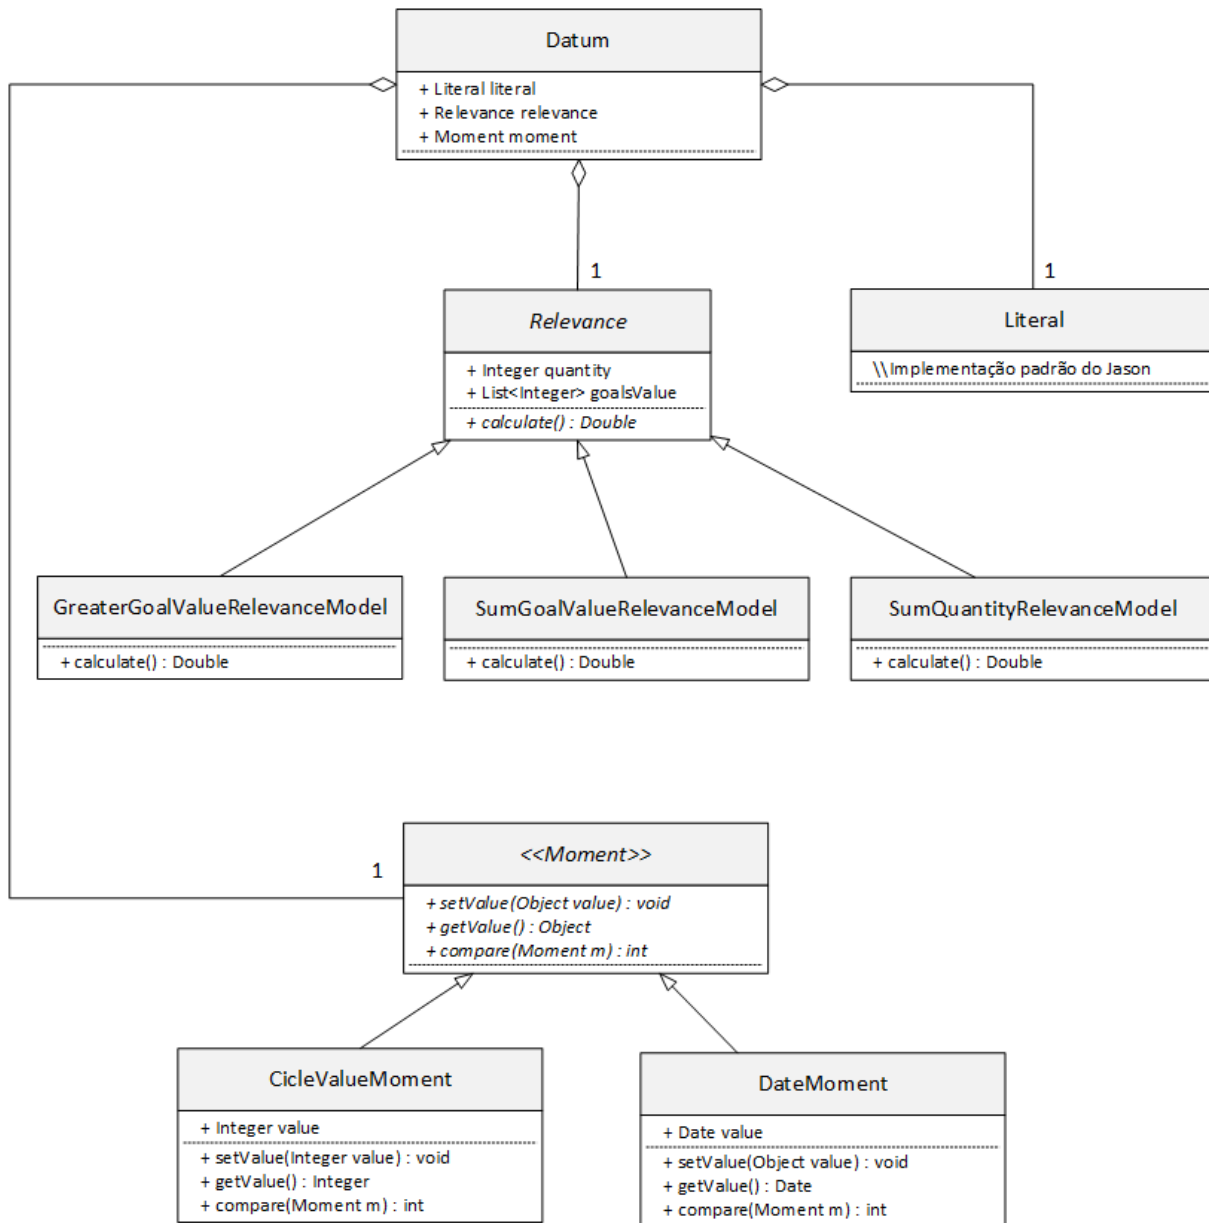 Datum
+ Literal literal
+ Relevance relevance
+ Moment moment
1
1
Relevance
+ Integer quantity
+ List<Integer> goalsValue
+ calculate() : Double
Literal
\\Implementação padrão do Jason
GreaterGoalValueRelevanceModel
+ calculate() : Double
SumGoalValueRelevanceModel
+ calculate() : Double
SumQuantityRelevanceModel
+ calculate() : Double
1
<<Moment>>
+ setValue(Object value) : void
+ getValue() : Object
+ compare(Moment m) : int
CicleValueMoment
+ Integer value
+ setValue(Integer value) : void
+ getValue() : Integer
+ compare(Moment m) : int
DateMoment
+ Date value
+ setValue(Object value) : void
+ getValue() : Date
+ compare(Moment m) : int